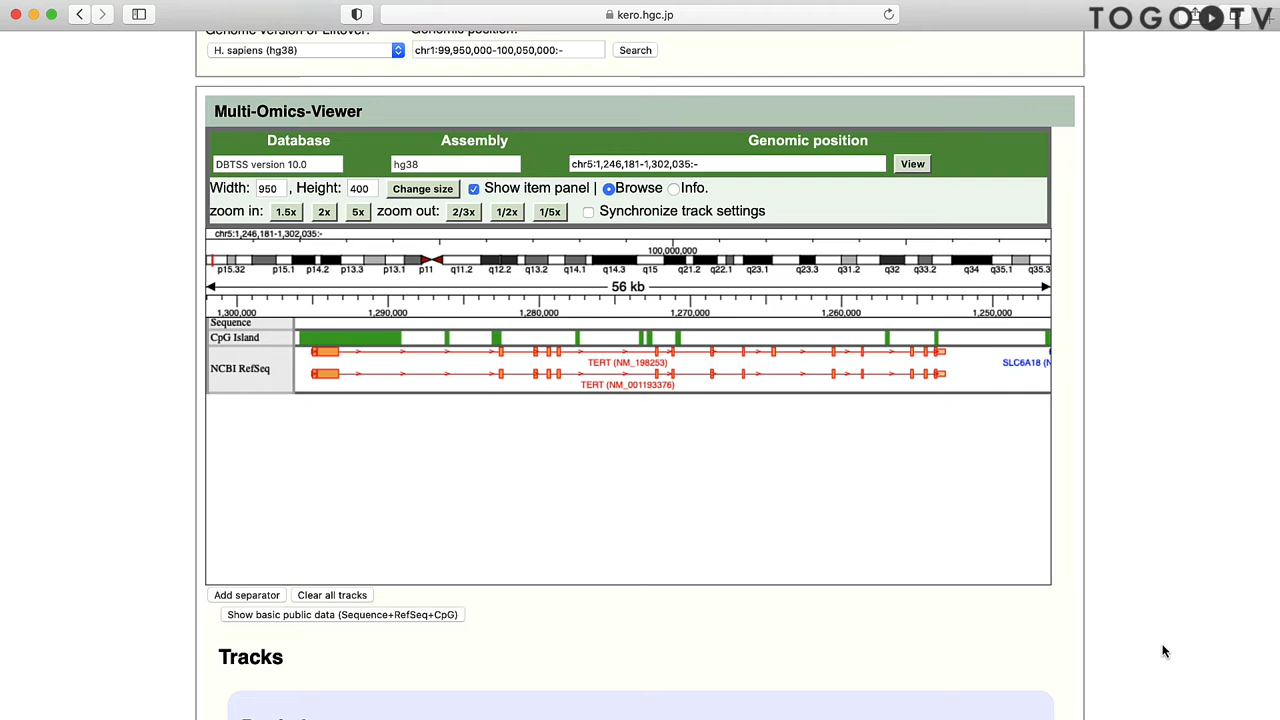 kero.hgc.jp
TOGO TV
H. sapiens (hg38)
chr1:99,950,000-100,050,000:-
Search
Multi-Omics-Viewer
Database Assembly Genomic position
DBTSS version 10.0 hg38 chr5:1,246,181-1,302,035:- View
Width: 950 , Height: 400 Change size Show item panel | Browse Info.
zoom in: 1.5x 2x 5x zoom out: 2/3x 1/2x 1/5x Synchronize track settings
chr5:1,246,181-1,302,035:-
100,000,000
p15.32 p15.1 p14.2 p13.3 p13.1 p11 q11.2 q12.2 q13.2 q14.1 q14.3 q15 q21.2 q22.1 q23.1 q23.3 q31.2 q32 q33.2 q34 q35.1 q35.3
56 kb
1,300,000 1,290,000 1,280,000 1,270,000 1,260,000 1,250,000
Sequence
CpG Island
NCBI RefSeq
TERT (NM_198253) SLC6A18 (N
TERT (NM_001193376)
Add separator Clear all tracks
Show basic public data (Sequence+RefSeq+CpG)
Tracks